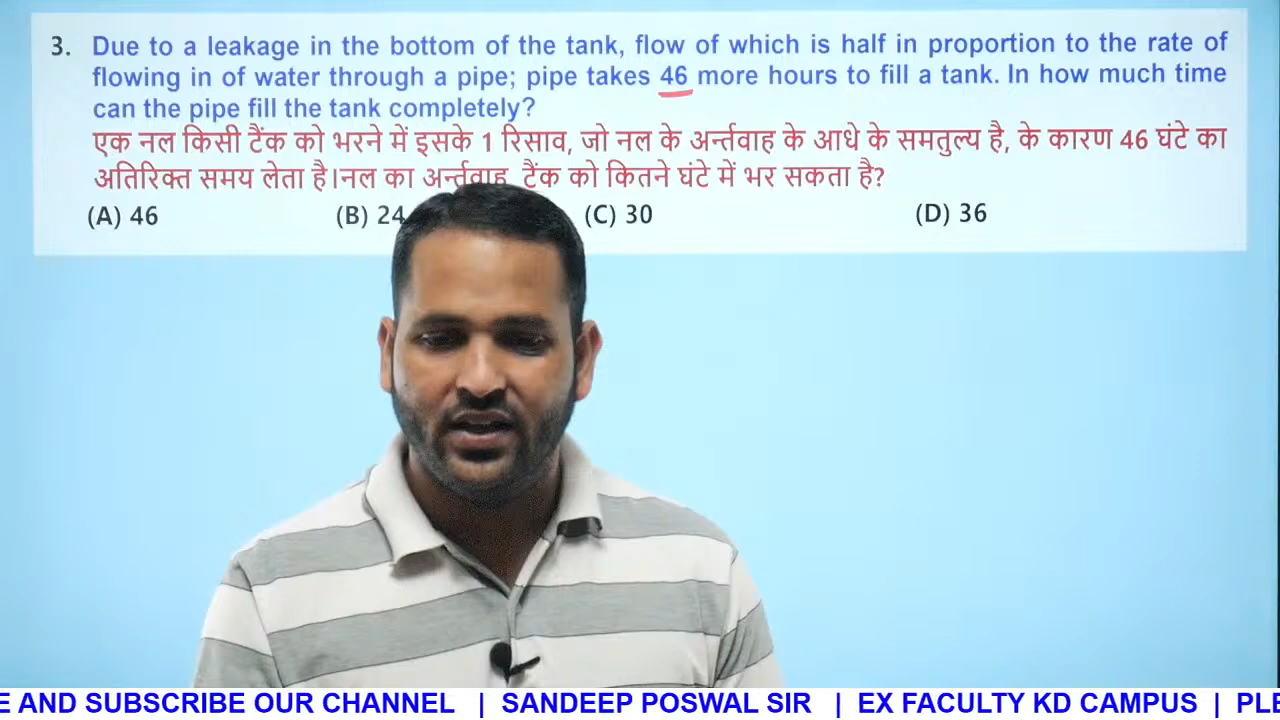 3. Due to a leakage in the bottom of the tank, flow of which is half in proportion to the rate of
flowing in of water through a pipe; pipe takes 46 more hours to fill a tank. In how much time
can the pipe fill the tank completely?
एक नल किसी टैंक को भरने में इसके 1 रिसाव, जो नल के अर्न्तवाह के आधे के समतुल्य है, के कारण 46 घंटे का
अतिरिक्त समय लेता है।नल का अर्न्तवाह, टैंक को कितने घंटे में भर सकता है?
(A) 46 (B) 24 (C) 30 (D) 36
E AND SUBSCRIBE OUR CHANNEL | SANDEEP POSWAL SIR | EX FACULTY KD CAMPUS | PLE